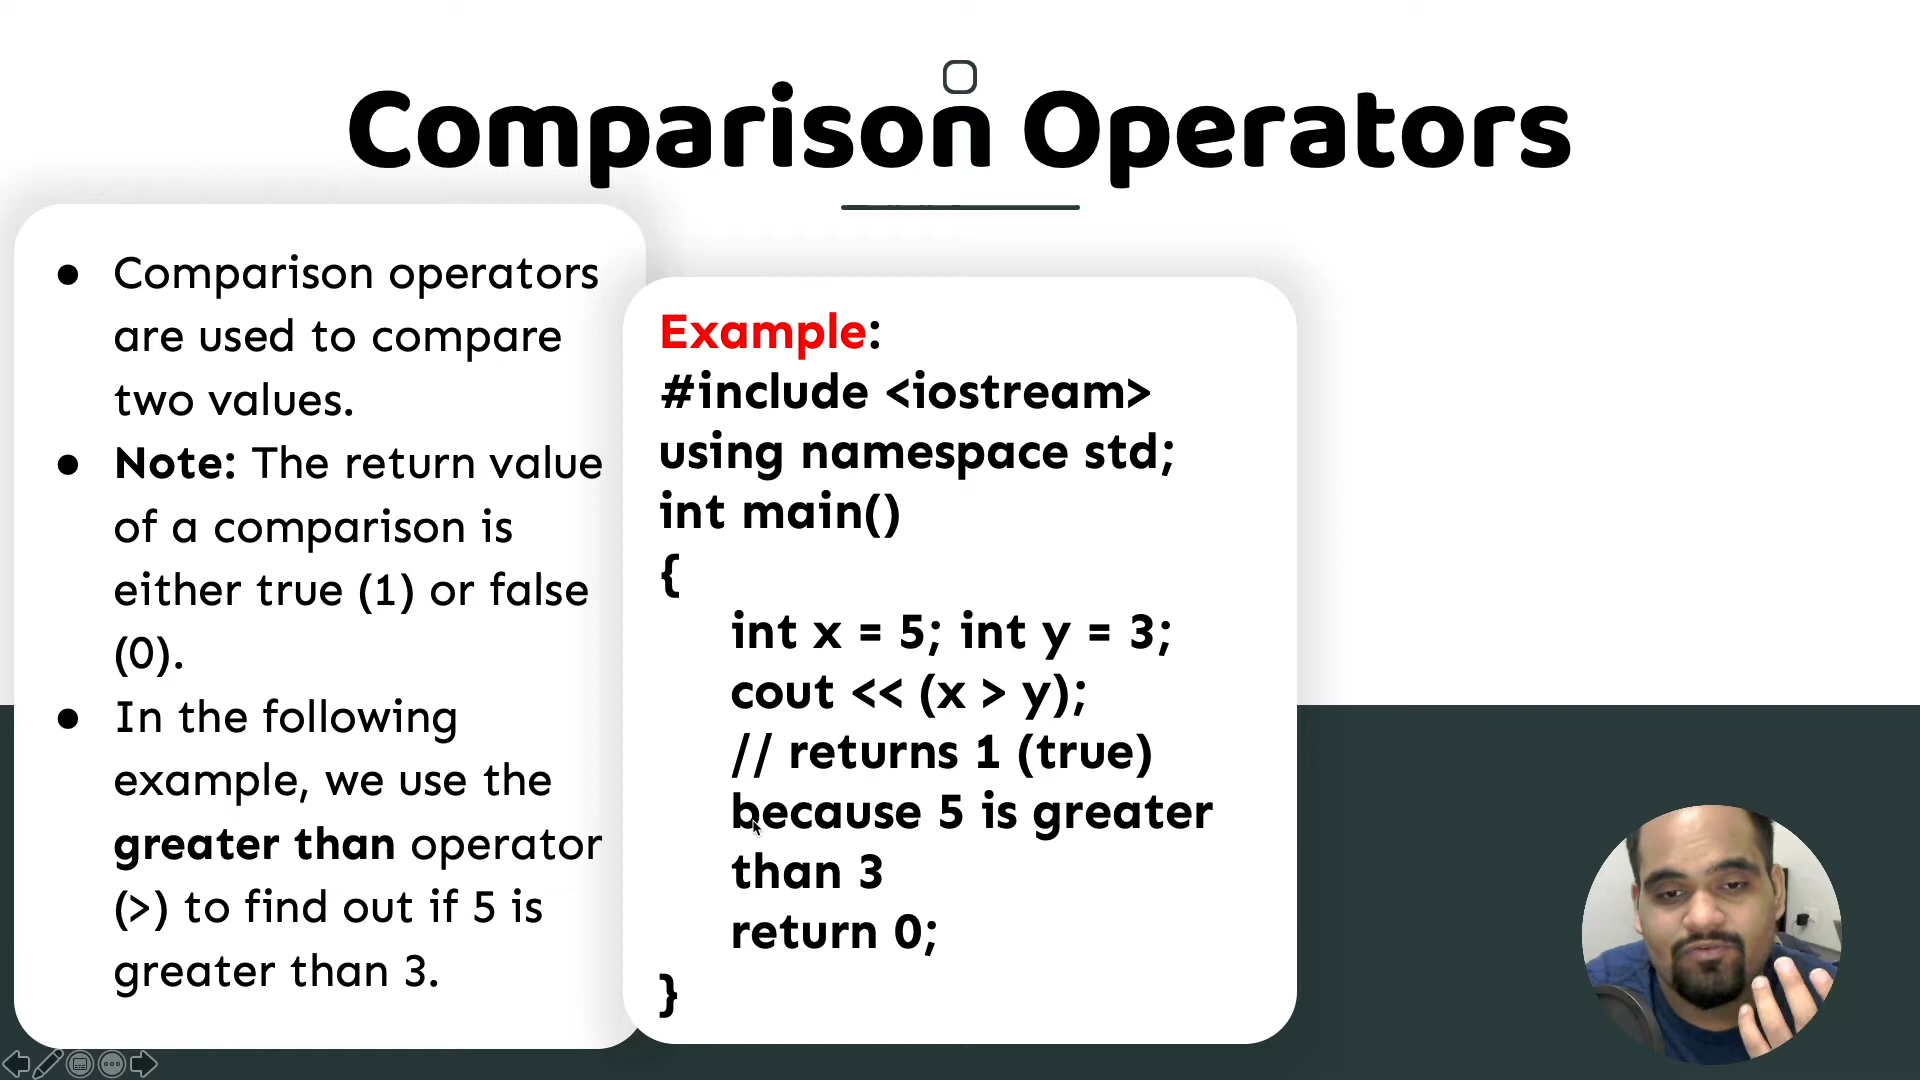 Comparison Operators
● Comparison operators
are used to compare
two values.
● Note: The return value
of a comparison is
either true (1) or false
(0).
● In the following
example, we use the
greater than operator
(>) to find out if 5 is
greater than 3.
Example:
#include <iostream>
using namespace std;
int main()
{
int x = 5; int y = 3;
cout << (x > y);
// returns 1 (true)
because 5 is greater
than 3
return 0;
}